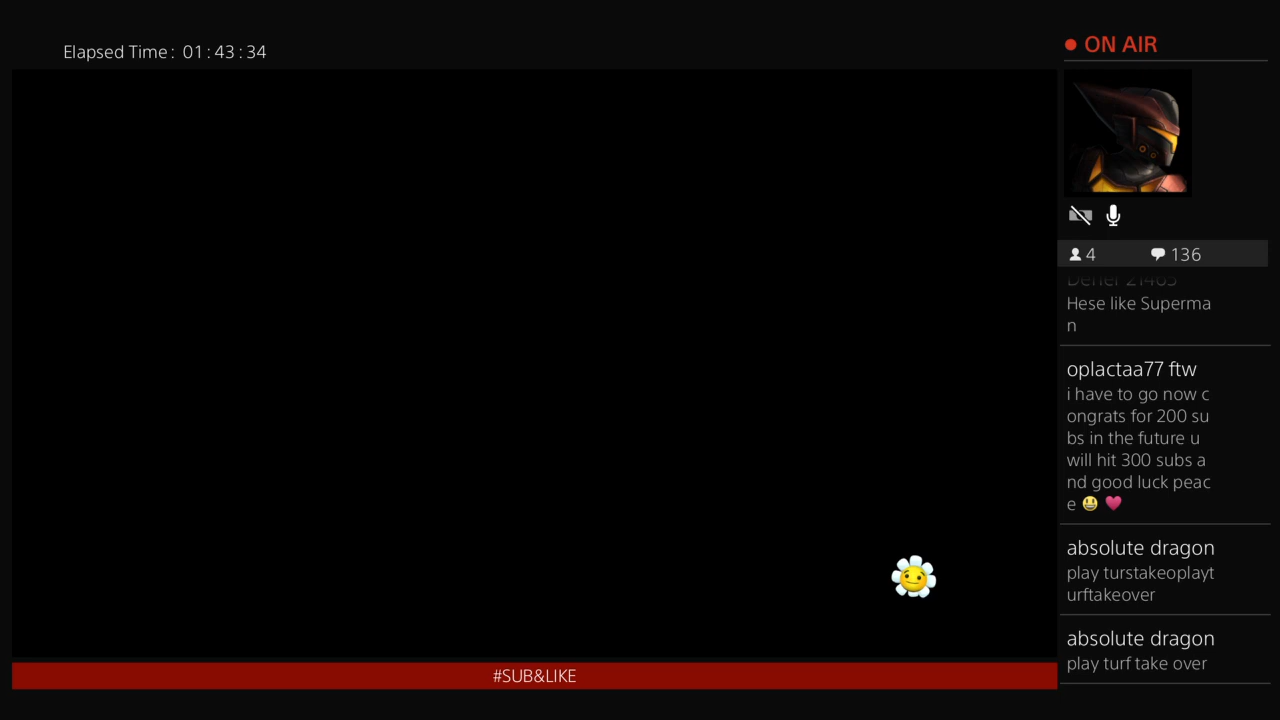 Elapsed Time: 01:43:34
ON AIR
4 136
Hese like Superma
n
oplactaa77 ftw
i have to go now c
ongrats for 200 su
bs in the future u
will hit 300 subs a
nd good luck peac
e
absolute dragon
play turstakeoplayt
urftakeover
absolute dragon
play turf take over
#SUB&LIKE